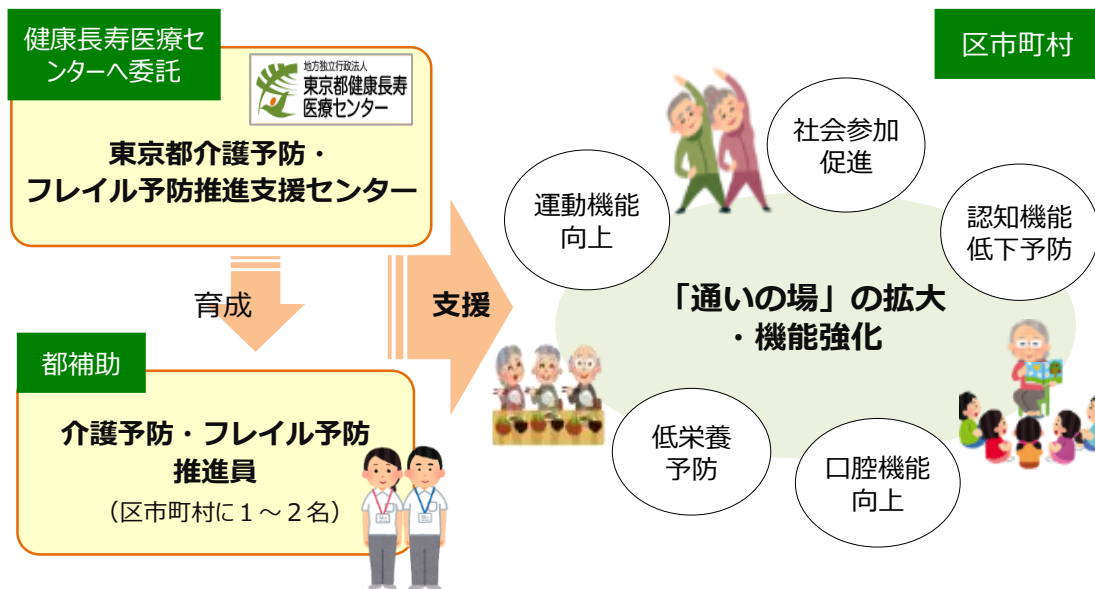 健康長寿医療セ
ンターへ委託
地方独立行政法人
東京都健康長寿
医療センター
東京都介護予防・
フレイル予防推進支援センター
育成
都補助
介護予防・フレイル予防
推進員
（区市町村に１～２名）
支援
区市町村
社会参加
促進
運動機能
向上
認知機能
低下予防
「通いの場」の拡大
・機能強化
低栄養
予防
口腔機能
向上